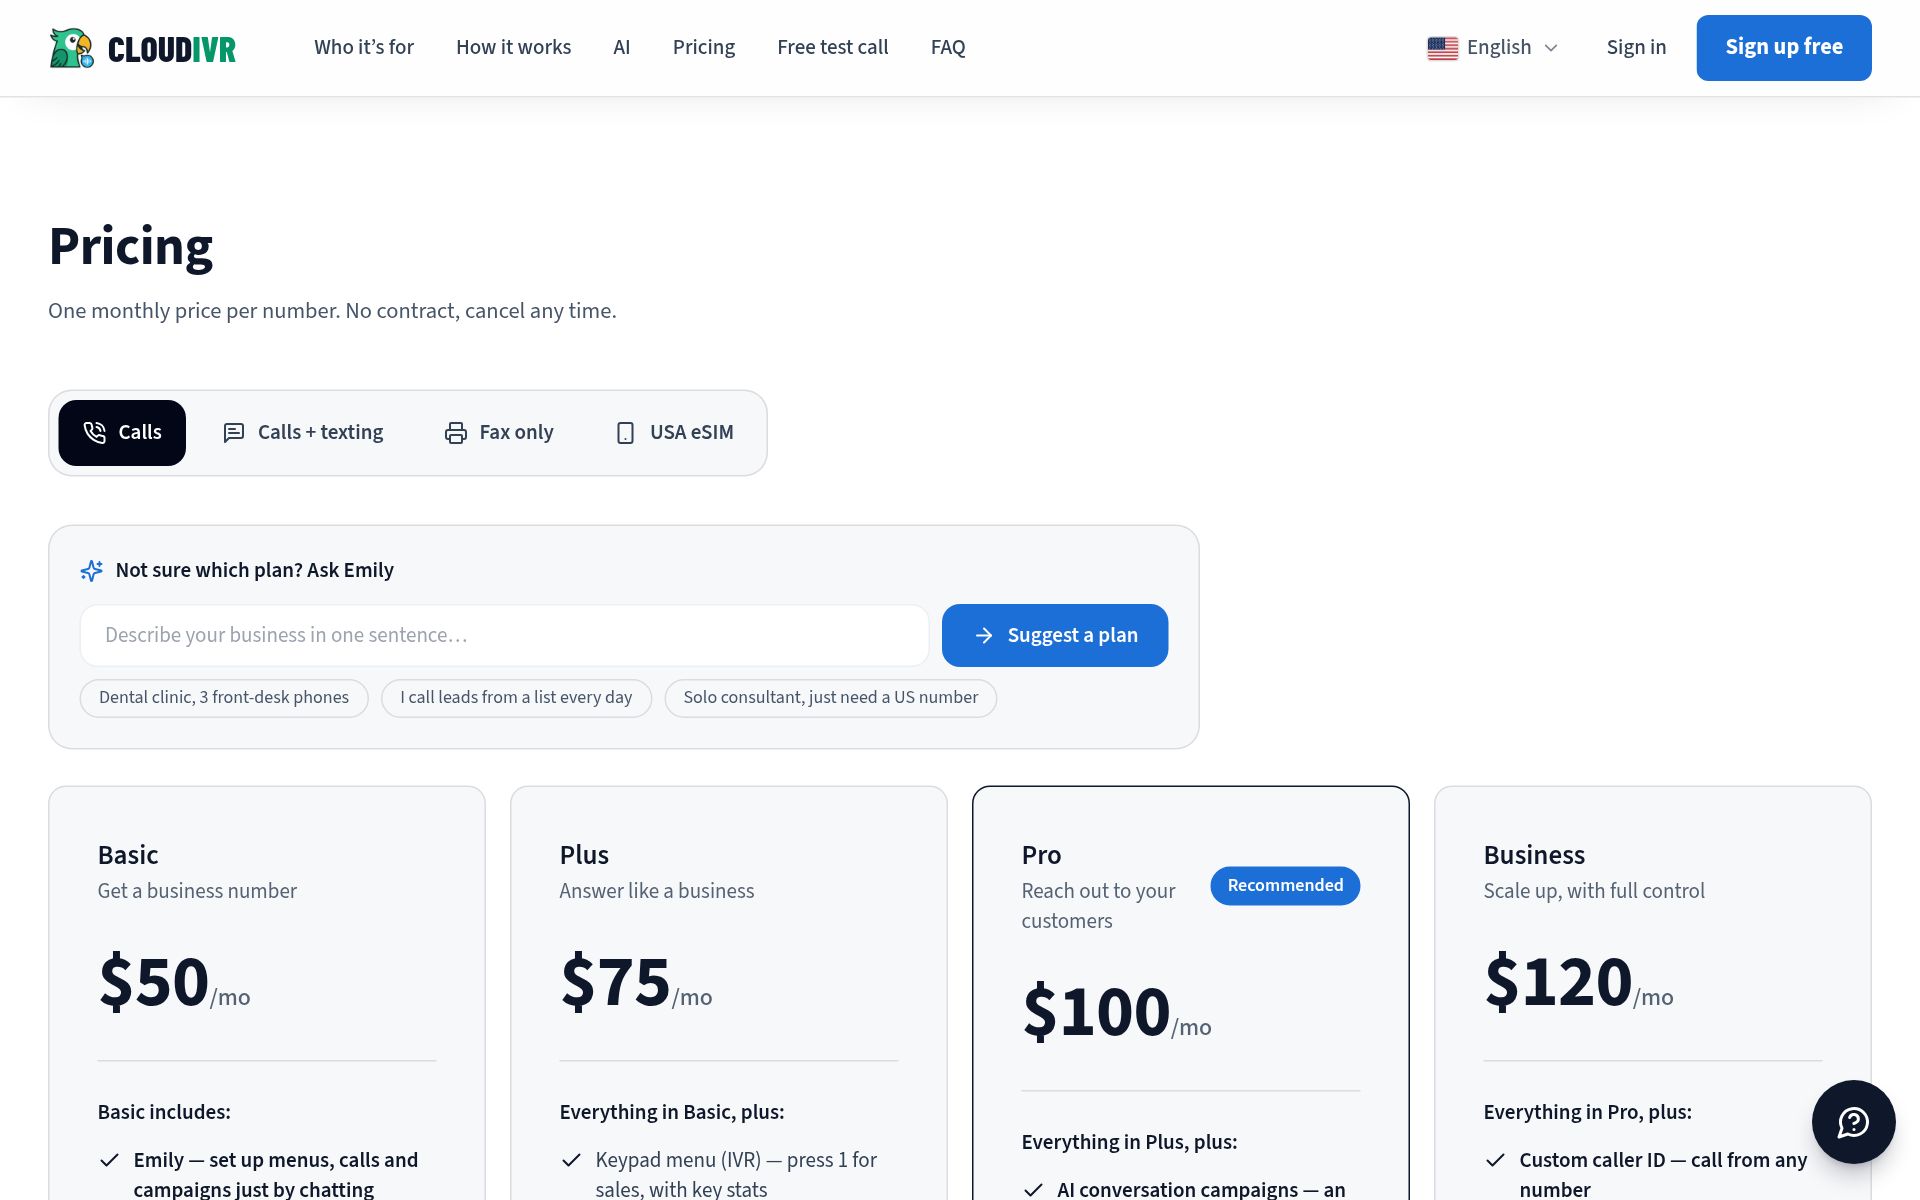 CLOUDIVR
Who it’s for
How it works
AI
Pricing
Free test call
FAQ
English
Sign in
Sign up free
Pricing
One monthly price per number. No contract, cancel any time.
Calls
Calls + texting
Fax only
USA eSIM
Not sure which plan? Ask Emily
Describe your business in one sentence…
Suggest a plan
Dental clinic, 3 front-desk phones
I call leads from a list every day
Solo consultant, just need a US number
Basic
Get a business number
$50/mo
Basic includes:
Emily — set up menus, calls and
campaigns just by chatting
Plus
Answer like a business
$75/mo
Everything in Basic, plus:
Keypad menu (IVR) — press 1 for
sales, with key stats
Pro
Reach out to your
customers
Recommended
$100/mo
Everything in Plus, plus:
AI conversation campaigns — an
Business
Scale up, with full control
$120/mo
Everything in Pro, plus:
Custom caller ID — call from any
number